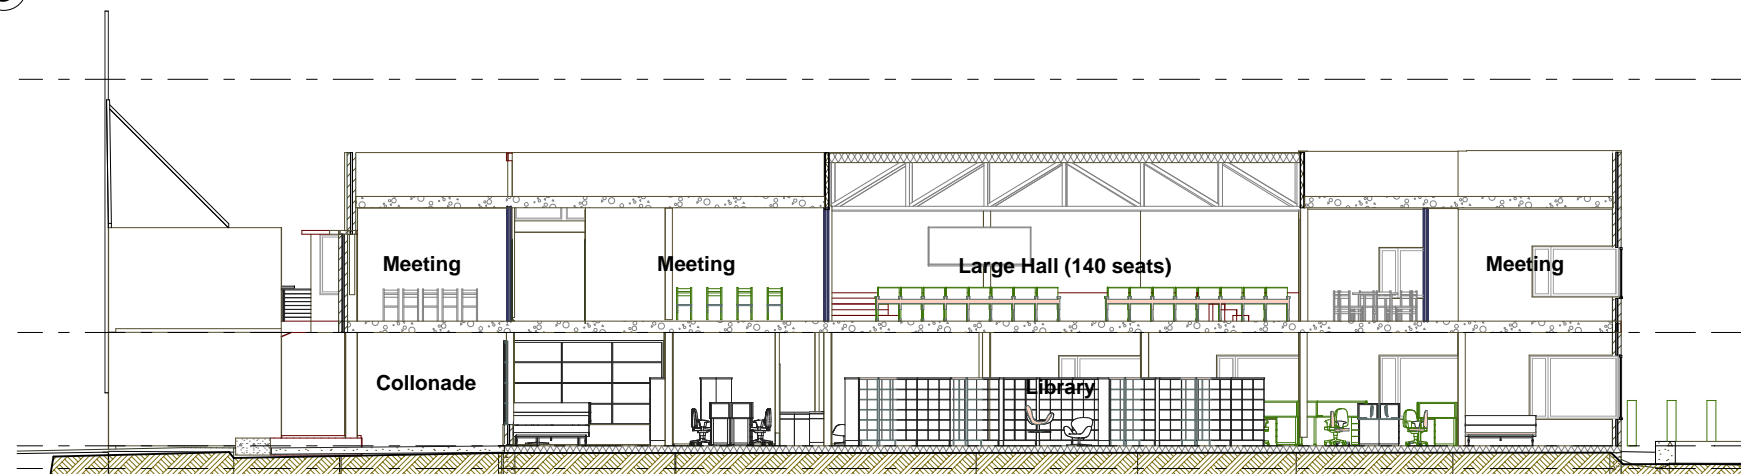 Meeting
Meeting
Large Hall (140 seats)
Meeting
Collonade
Library